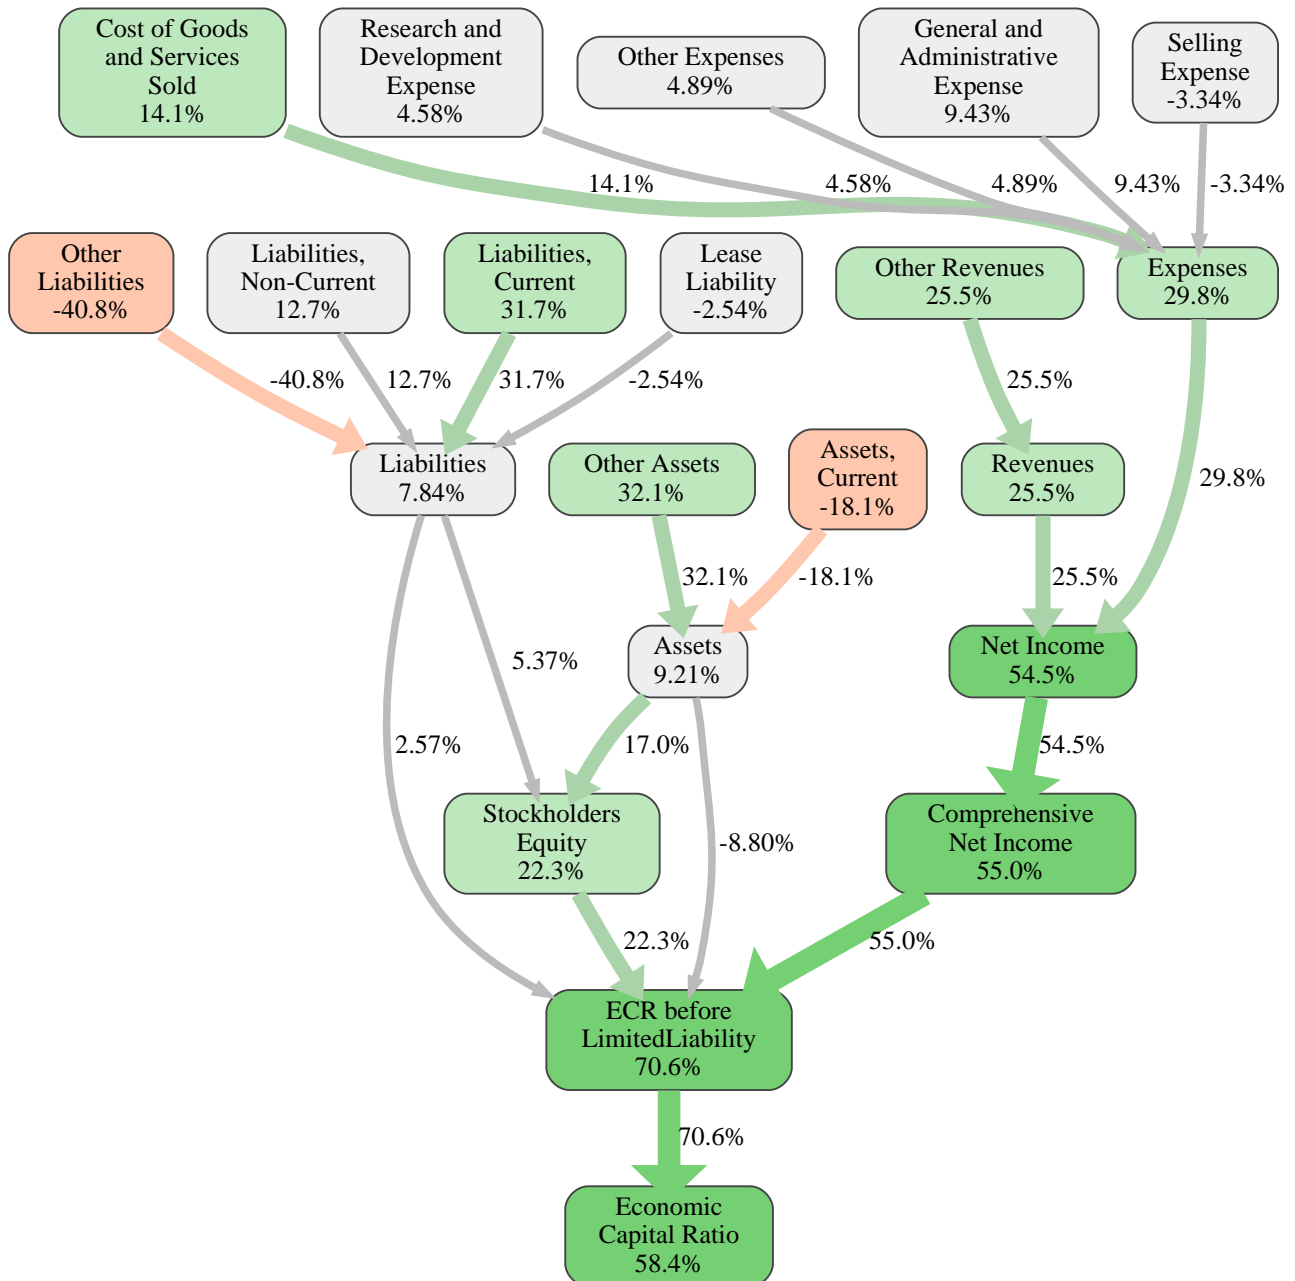 Cost of Goods
and Services
Sold
14.1%
Research and
Development
Expense
4.58%
Other Expenses
4.89%
General and
Administrative
Expense
9.43%
Selling
Expense
-3.34%
14.1%
4.58%
4.89%
9.43%
-3.34%
Other
Liabilities
-40.8%
Liabilities,
Non-Current
12.7%
Liabilities,
Current
31.7%
Lease
Liability
-2.54%
Other Revenues
25.5%
Expenses
29.8%
-40.8%
12.7%
31.7%
-2.54%
25.5%
29.8%
Liabilities
7.84%
Other Assets
32.1%
Assets,
Current
-18.1%
Revenues
25.5%
32.1%
-18.1%
25.5%
5.37%
Assets
9.21%
Net Income
54.5%
2.57%
17.0%
54.5%
-8.80%
Stockholders
Equity
22.3%
Comprehensive
Net Income
55.0%
22.3%
55.0%
ECR before
LimitedLiability
70.6%
70.6%
Economic
Capital Ratio
58.4%